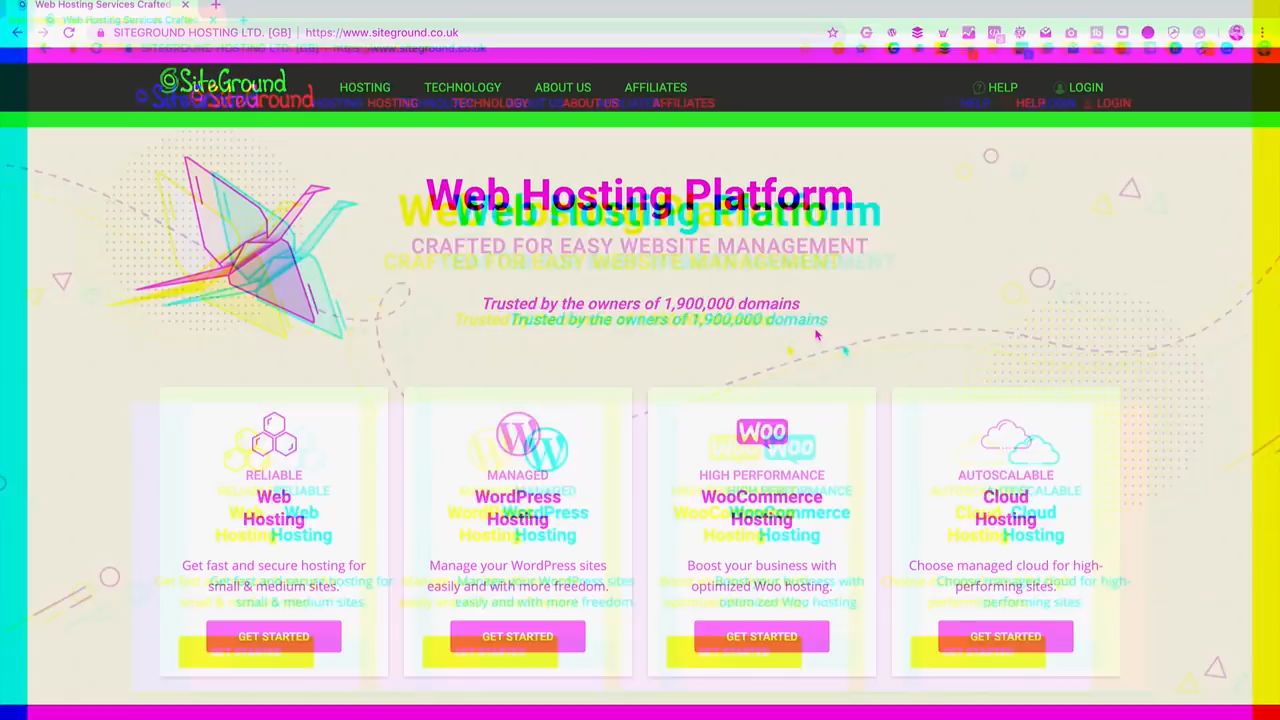 Web Hosting Services Crafted
SITEGROUND HOSTING LTD. [GB] https://www.siteground.co.uk
SiteGround HOSTING TECHNOLOGY ABOUT US AFFILIATES HELP LOGIN
Web Hosting Platform
CRAFTED FOR EASY WEBSITE MANAGEMENT
Trusted by the owners of 1,900,000 domains
RELIABLE
Web
Hosting
Get fast and secure hosting for
small & medium sites.
GET STARTED
MANAGED
WordPress
Hosting
Manage your WordPress sites
easily and with more freedom.
GET STARTED
WOO
HIGH PERFORMANCE
WooCommerce
Hosting
Boost your business with
optimized Woo hosting.
GET STARTED
AUTOSCALABLE
Cloud
Hosting
Choose managed cloud for high-
performing sites.
GET STARTED